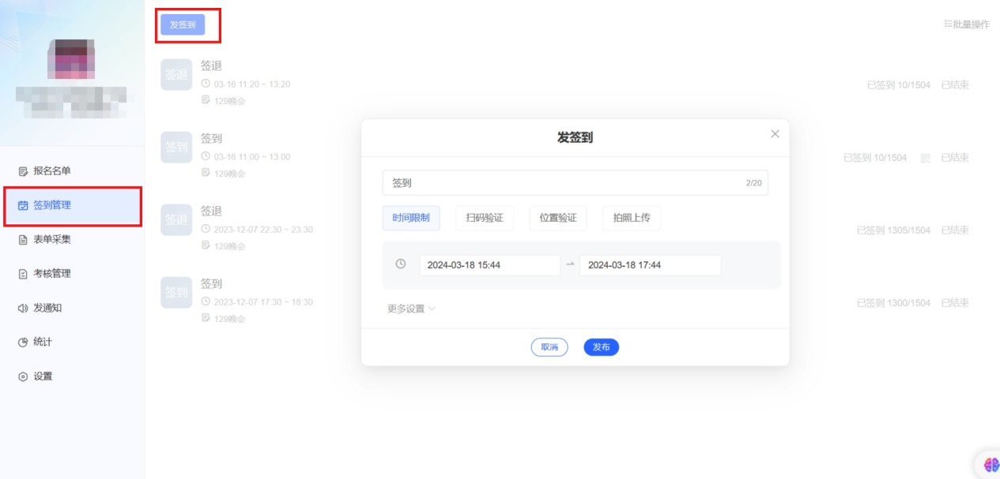 发签到
批量操作
签退
签退
03-16 11:20 ~ 13:20
129晚会
已签到 10/1504 已结束
签到
签到
03-16 11:00 ~ 13:00
129晚会
已签到 10/1504 已结束
签退
签退
2023-12-07 22:30 ~ 23:30
129晚会
已签到 1305/1504 已结束
签到
签到
2023-12-07 17:30 ~ 18:30
129晚会
已签到 1300/1504 已结束
报名名单
签到管理
表单采集
考核管理
发通知
统计
设置
发签到
签到 2/20
时间限制 扫码验证 位置验证 拍照上传
2024-03-18 15:44 2024-03-18 17:44
更多设置
取消 发布